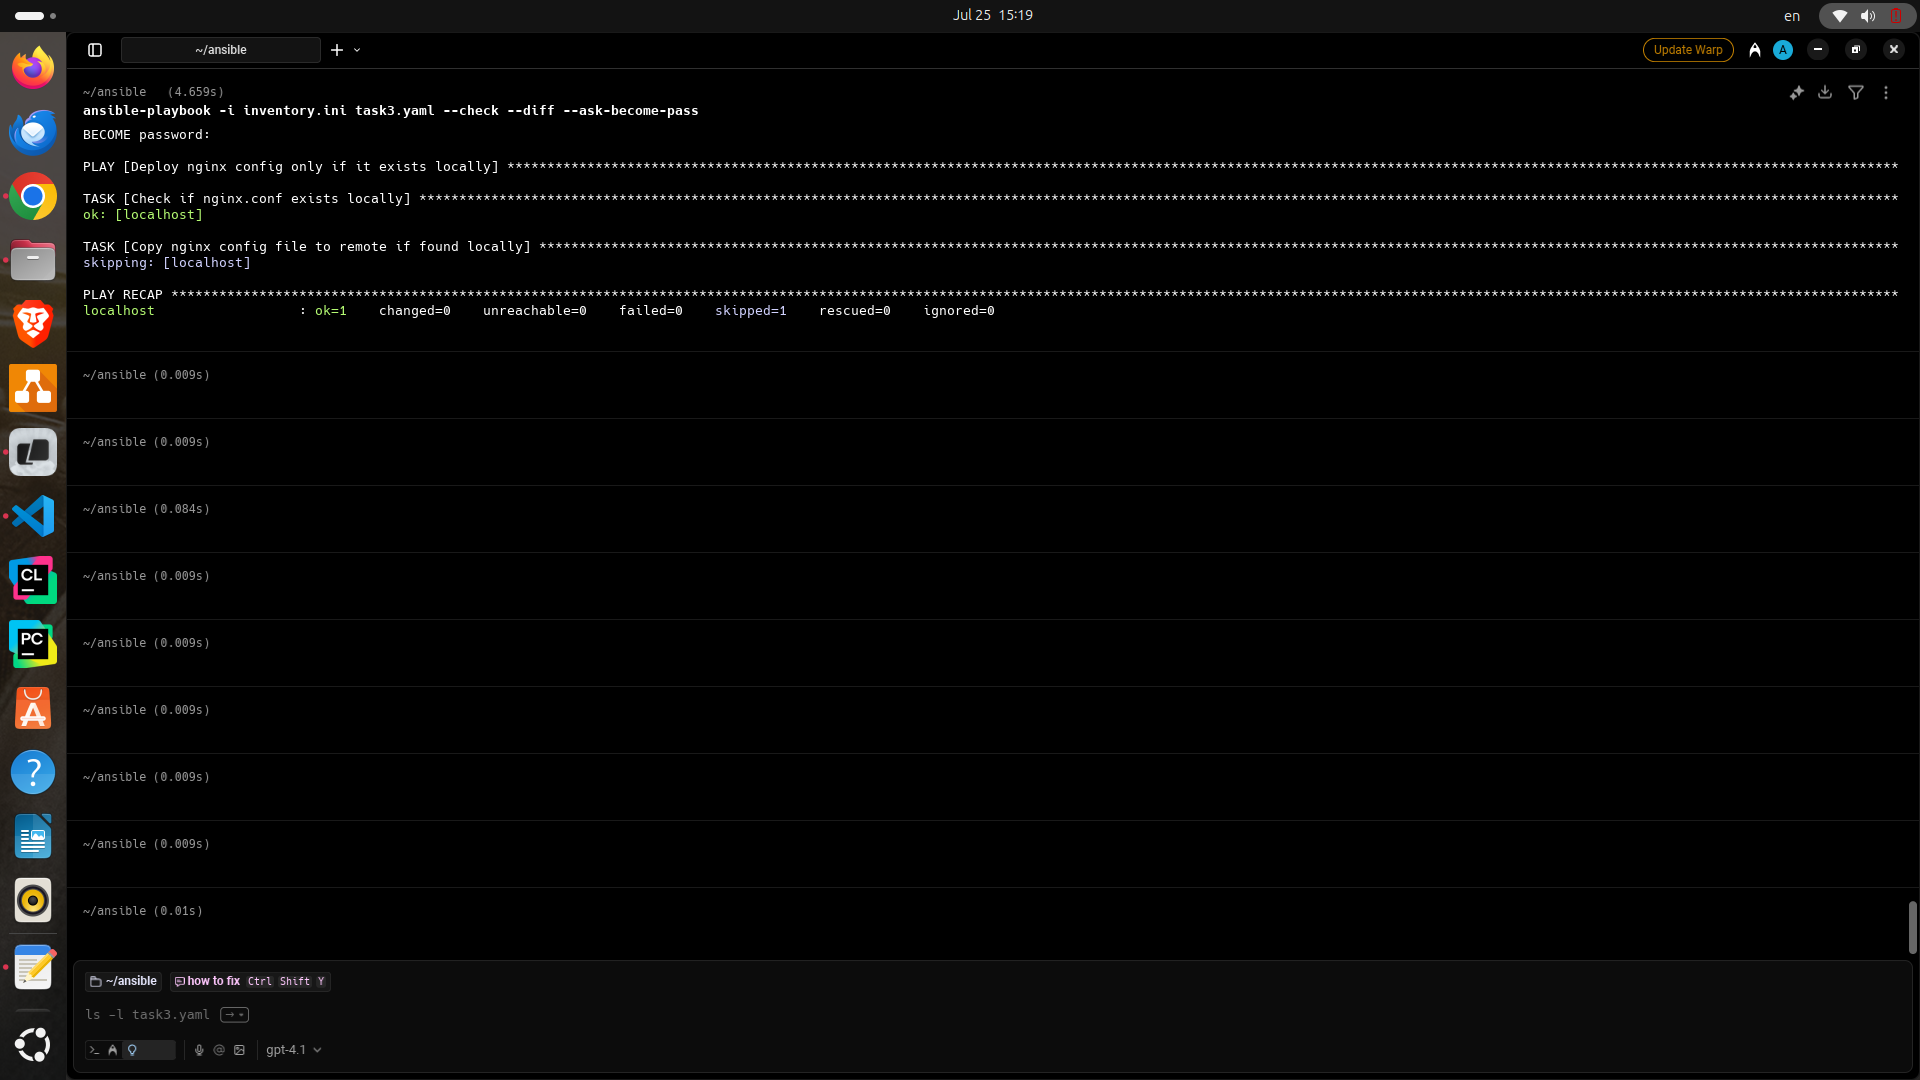 Jul 25 15:19
en
~/ansible
Update Warp
A
~/ansible (4.659s)
ansible-playbook -i inventory.ini task3.yaml --check --diff --ask-become-pass
BECOME password:
PLAY [Deploy nginx config only if it exists locally] ******************************************************************************************************************************************************************************
TASK [Check if nginx.conf exists locally] *****************************************************************************************************************************************************************************************
ok: [localhost]
TASK [Copy nginx config file to remote if found locally] **************************************************************************************************************************************************************************
skipping: [localhost]
PLAY RECAP ************************************************************************************************************************************************************************************************************************
localhost : ok=1 changed=0 unreachable=0 failed=0 skipped=1 rescued=0 ignored=0
~/ansible (0.009s)
~/ansible (0.009s)
~/ansible (0.084s)
~/ansible (0.009s)
~/ansible (0.009s)
~/ansible (0.009s)
~/ansible (0.009s)
~/ansible (0.009s)
~/ansible (0.01s)
CL
PC
~/ansible how to fix Ctrl Shift Y
ls -l task3.yaml
gpt-4.1